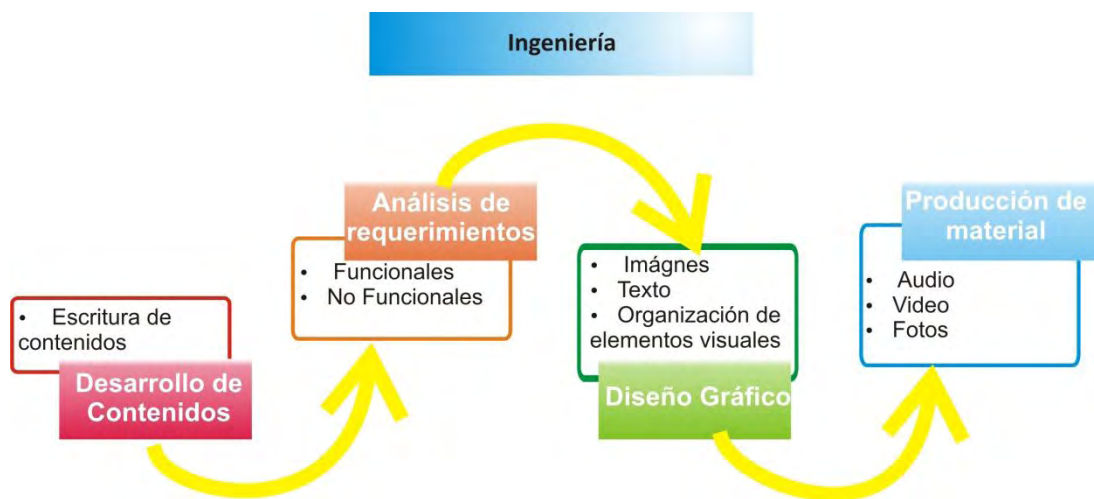 Ingeniería
• Escritura de
contenidos
Desarrollo de
Contenidos
Análisis de
requerimientos
• Funcionales
• No Funcionales
• Imágnes
• Texto
• Organización de
elementos visuales
Diseño Gráfico
Producción de
material
• Audio
• Video
• Fotos